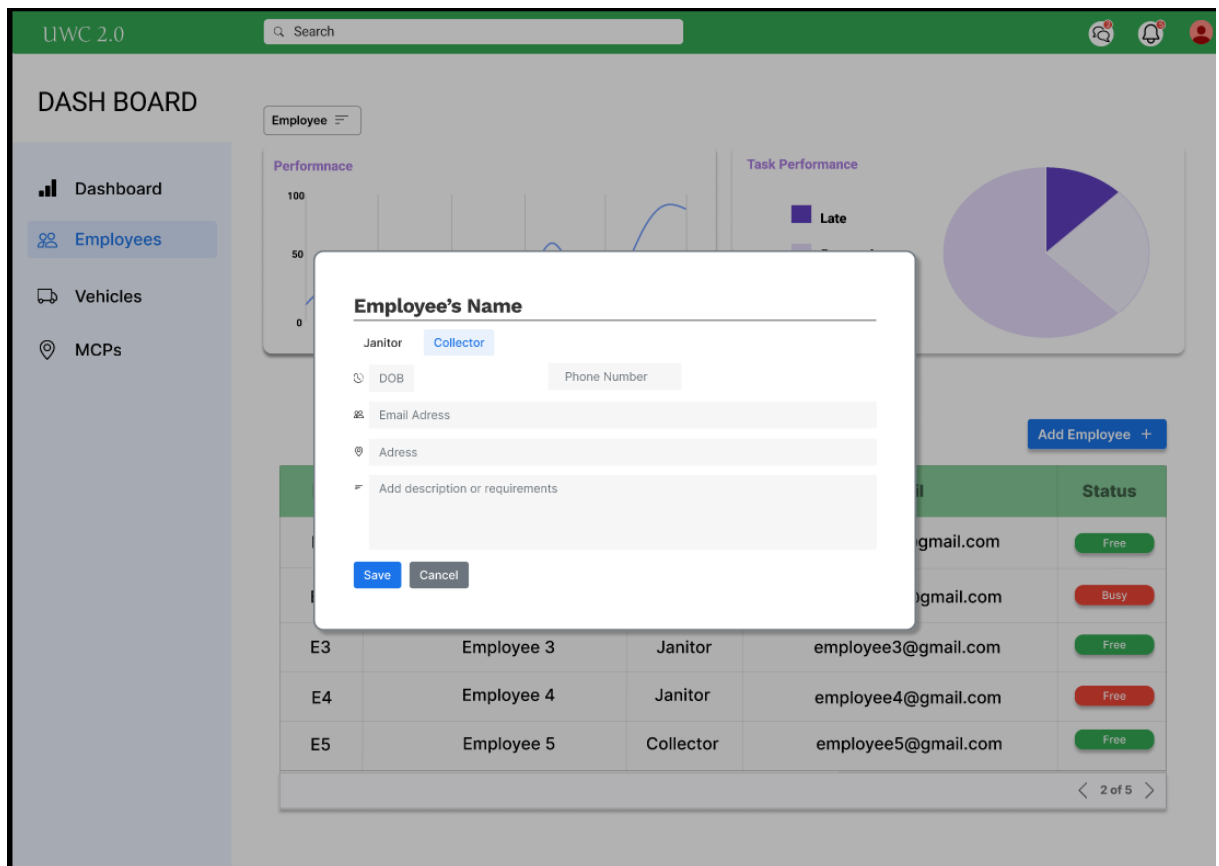 UWC 2.0
Search
DASH BOARD
Dashboard
Employees
Vehicles
MCPs
Employee
Performnace
100
50
0
Task Performance
Late
Employee's Name
Janitor Collector
DOB Phone Number
Email Adress
Adress
Add description or requirements
Save Cancel
Add Employee +
Status
gmail.com Free
@gmail.com Busy
E3 Employee 3 Janitor employee3@gmail.com Free
E4 Employee 4 Janitor employee4@gmail.com Free
E5 Employee 5 Collector employee5@gmail.com Free
2 of 5